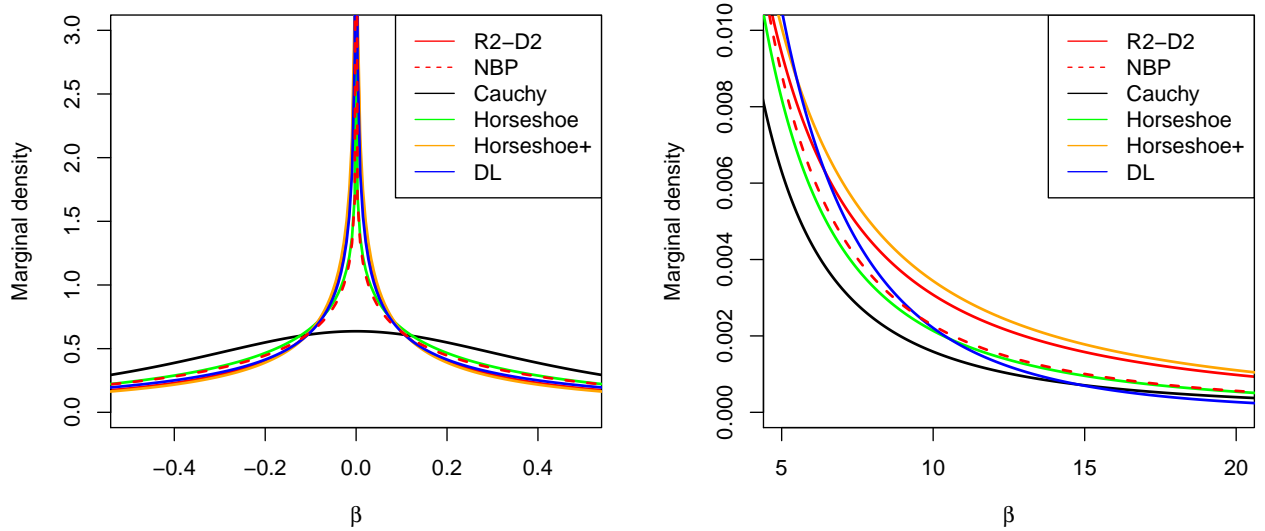 Marginal density
3.0
2.5
2.0
1.5
1.0
0.5
0.0
R2−D2
NBP
Cauchy
Horseshoe
Horseshoe+
DL
−0.4
−0.2
0.0
0.2
0.4
β
Marginal density
0.010
0.008
0.006
0.004
0.002
0.000
R2−D2
NBP
Cauchy
Horseshoe
Horseshoe+
DL
5
10
15
20
β